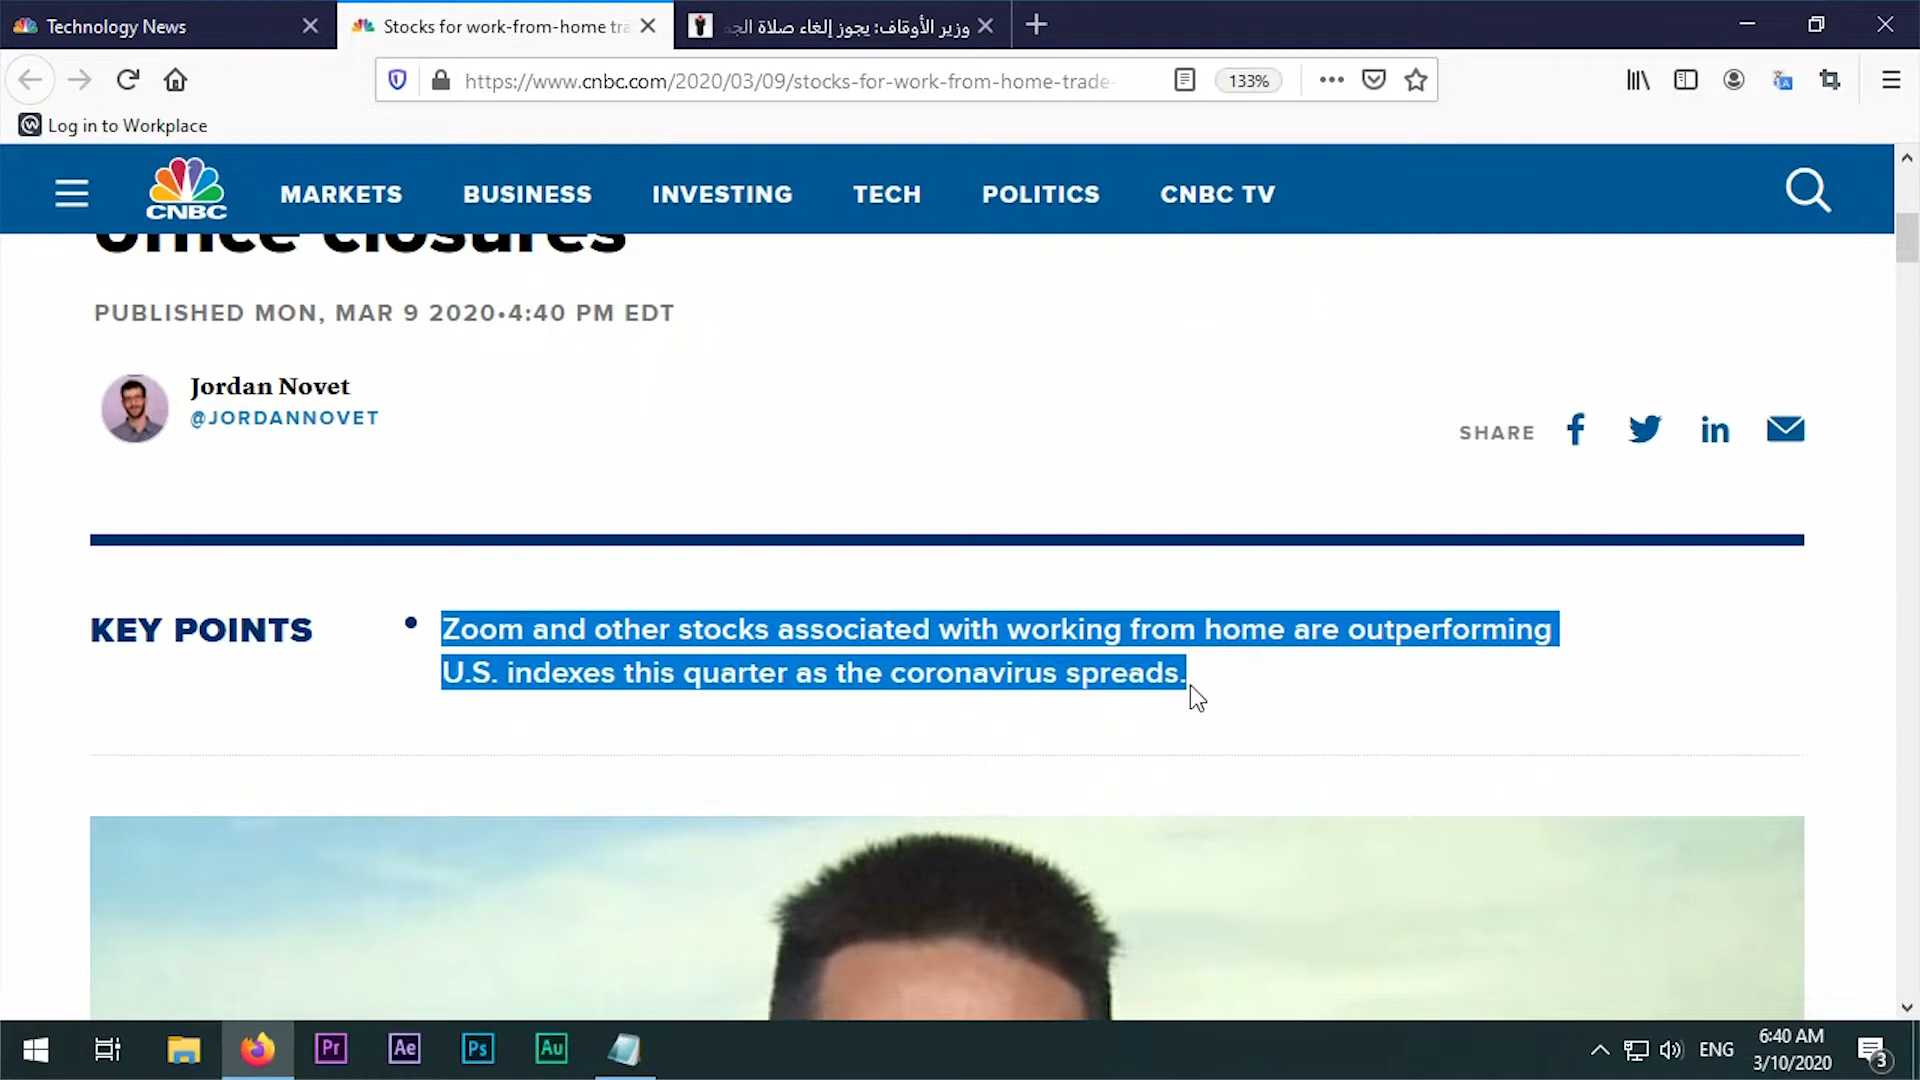 Technology News
Stocks for work-from-home tra
وزير الأوقاف: يجوز إلغاء صلاة الجم
https://www.cnbc.com/2020/03/09/stocks-for-work-from-home-trade-
133%
Log in to Workplace
CNBC
MARKETS BUSINESS INVESTING TECH POLITICS CNBC TV
office closures
PUBLISHED MON, MAR 9 2020•4:40 PM EDT
Jordan Novet
@JORDANNOVET
SHARE
KEY POINTS
• Zoom and other stocks associated with working from home are outperforming
U.S. indexes this quarter as the coronavirus spreads.
Pr Ae Ps Au
ENG
6:40 AM
3/10/2020
3